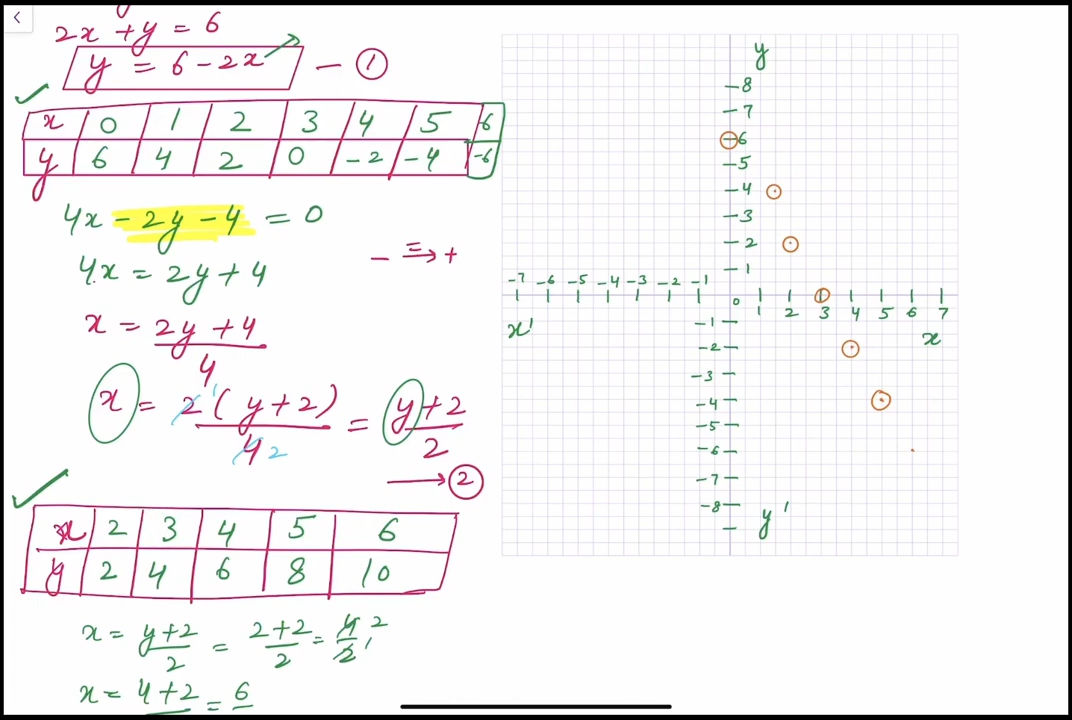 2x + y = 6
y = 6 - 2x — ①
x 0 1 2 3 4 5 6
y 6 4 2 0 -2 -4 -6
4x - 2y - 4 = 0
- ⇒ +
4x = 2y + 4
x = 2y + 4 / 4
x = 2 1 (y + 2) / 4 2 = y + 2 / 2
→ ②
x 2 3 4 5 6
y 2 4 6 8 10
x = y + 2 / 2 = 2 + 2 / 2 = 4 2 / 2 1
x = 4 + 2 = 6
y
8
7
6
5
4
3
2
1
-7 -6 -5 -4 -3 -2 -1 0 1 2 3 4 5 6 7
x' x
-1
-2
-3
-4
-5
-6
-7
-8
y'